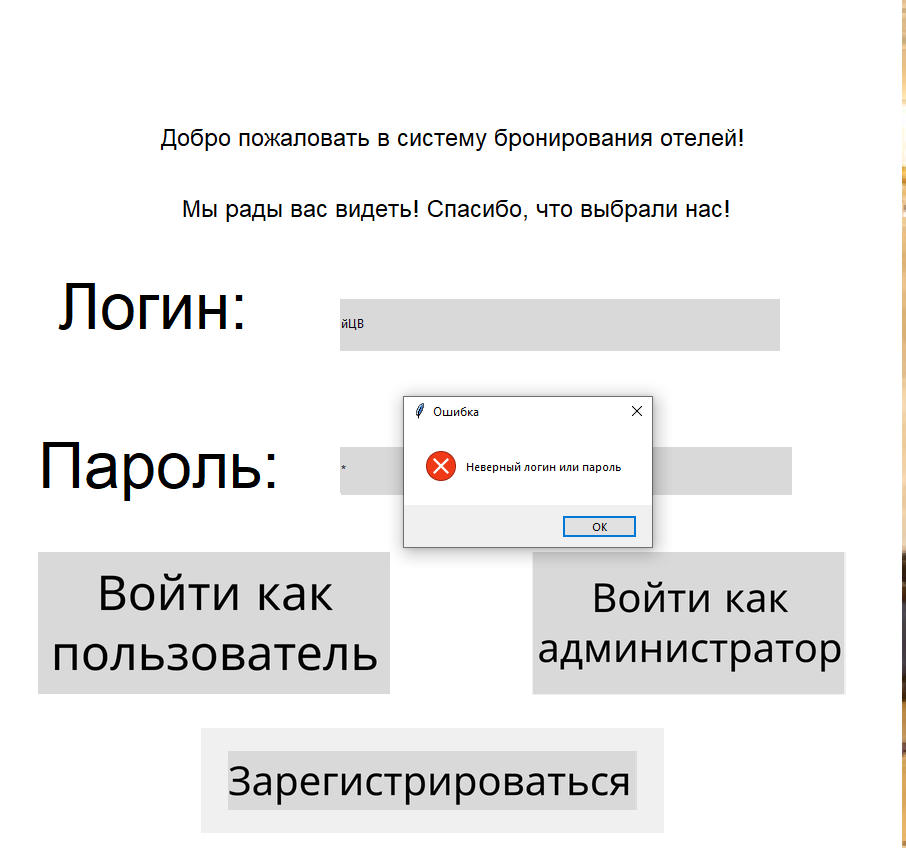 Добро пожаловать в систему бронирования отелей!
Мы рады вас видеть! Спасибо, что выбрали нас!
Логин:
йЦВ
Ошибка
Неверный логин или пароль
ОК
Пароль:
*
Войти как
пользователь
Войти как
администратор
Зарегистрироваться